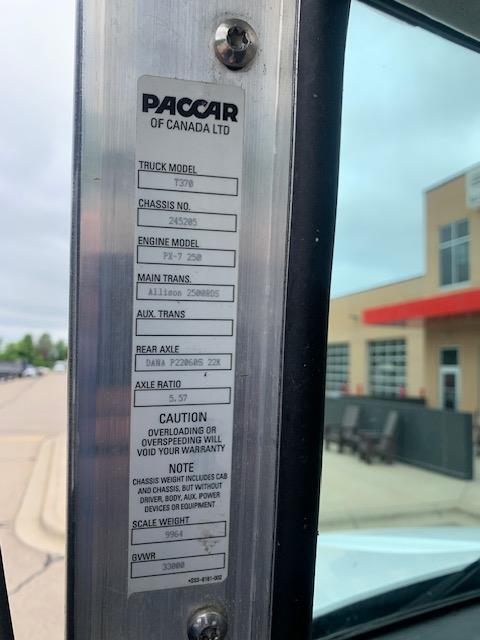 PACCAR
OF CANADA LTD
TRUCK MODEL
T370
CHASSIS NO.
245205
ENGINE MODEL
PX-7 250
MAIN TRANS.
Allison 2500RDS
AUX. TRANS
REAR AXLE
DANA P22060S 22K
AXLE RATIO
5.57
CAUTION
OVERLOADING OR
OVERSPEEDING WILL
VOID YOUR WARRANTY
NOTE
CHASSIS WEIGHT INCLUDES CAB
AND CHASSIS, BUT WITHOUT
DRIVER, BODY, AUX. POWER
DEVICES OR EQUIPMENT
SCALE WEIGHT
9964
GVWR
33000
•S93-6181-002